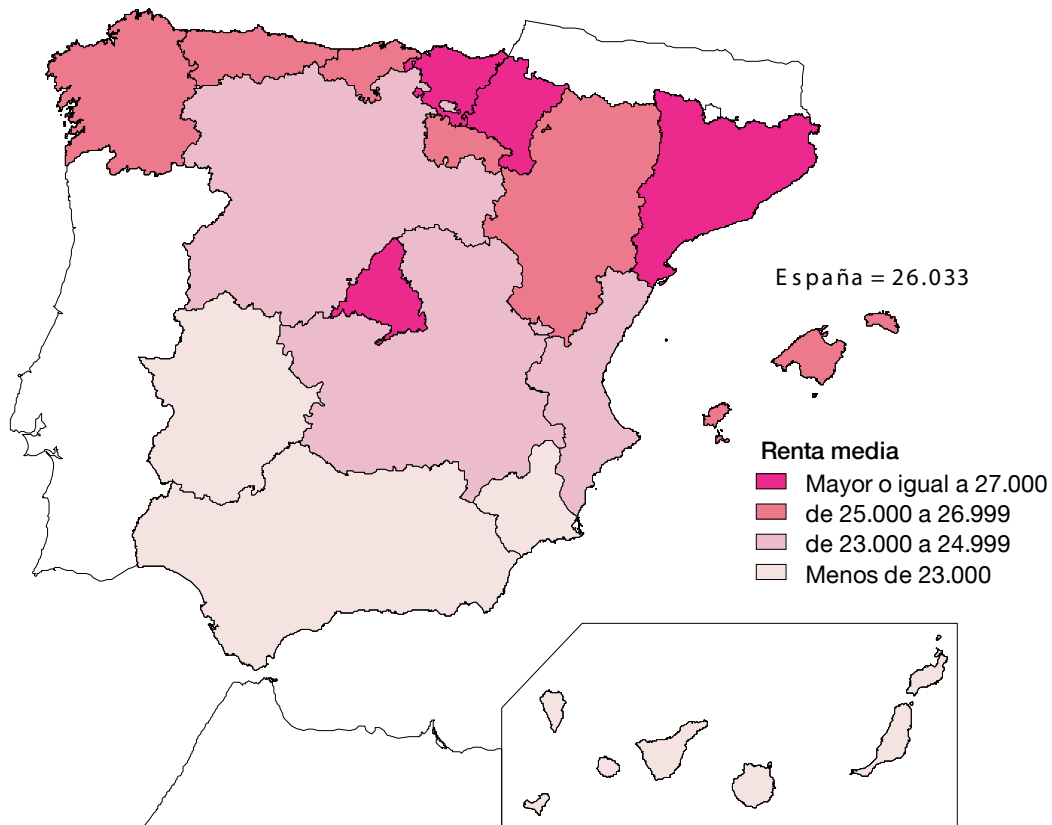 España = 26.033
Renta media
Mayor o igual a 27.000
de 25.000 a 26.999
de 23.000 a 24.999
Menos de 23.000